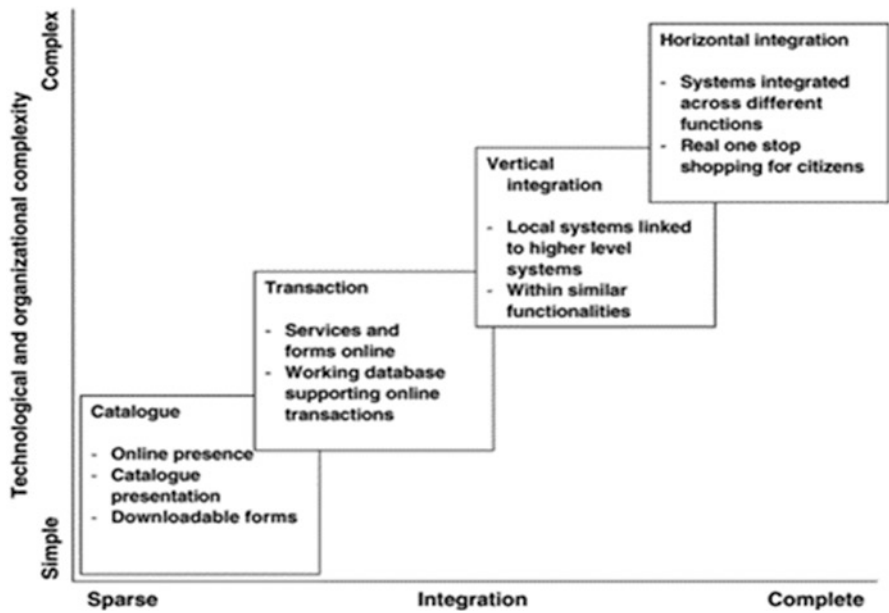 Complex
Technological and organizational complexity
Simple
Horizontal integration
- Systems integrated
across different
functions
- Real one stop
shopping for citizens
Vertical
integration
- Local systems linked
to higher level
systems
- Within similar
functionalities
Transaction
- Services and
forms online
- Working database
supporting online
transactions
Catalogue
- Online presence
- Catalogue
presentation
- Downloadable forms
Sparse
Integration
Complete